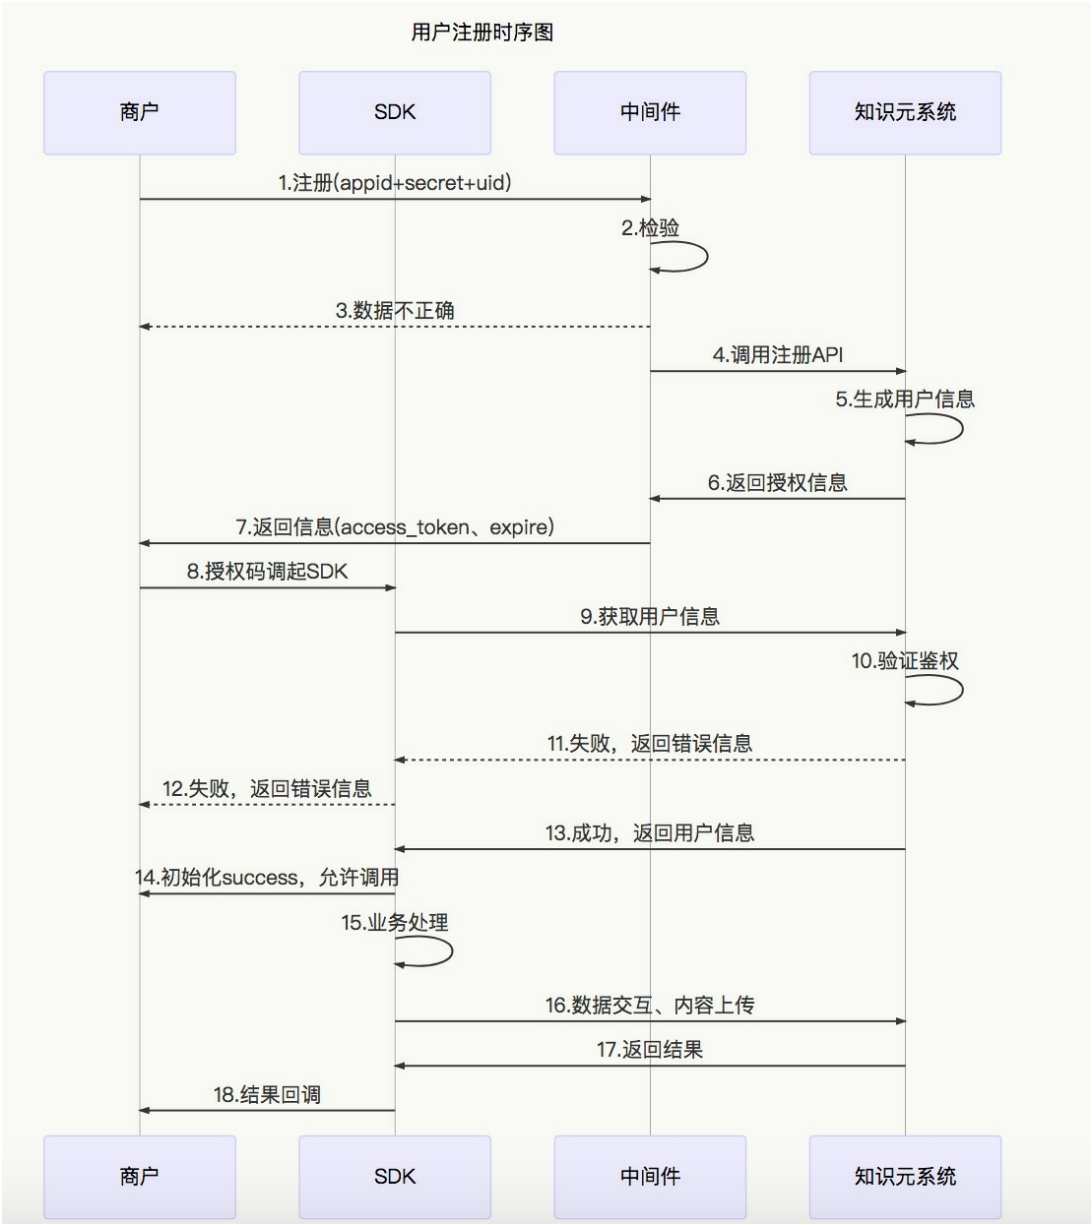 用户注册时序图
商户
SDK
中间件
知识元系统
1.注册(appid+secret+uid)
2.检验
3.数据不正确
4.调用注册API
5.生成用户信息
6.返回授权信息
7.返回信息(access_token、expire)
8.授权码调起SDK
9.获取用户信息
10.验证鉴权
11.失败，返回错误信息
12.失败，返回错误信息
13.成功，返回用户信息
14.初始化success，允许调用
15.业务处理
16.数据交互、内容上传
17.返回结果
18.结果回调
商户
SDK
中间件
知识元系统